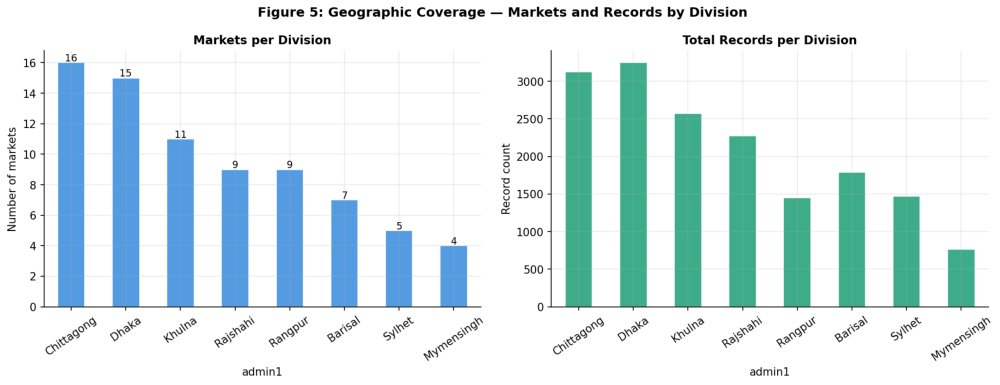 Figure 5: Geographic Coverage — Markets and Records by Division
Markets per Division
Number of markets
16
14
12
10
8
6
4
2
0
16
15
11
9
9
7
5
4
Chittagong
Dhaka
Khulna
Rajshahi
Rangpur
Barisal
Sylhet
Mymensingh
admin1
Total Records per Division
Record count
3000
2500
2000
1500
1000
500
0
Chittagong
Dhaka
Khulna
Rajshahi
Rangpur
Barisal
Sylhet
Mymensingh
admin1